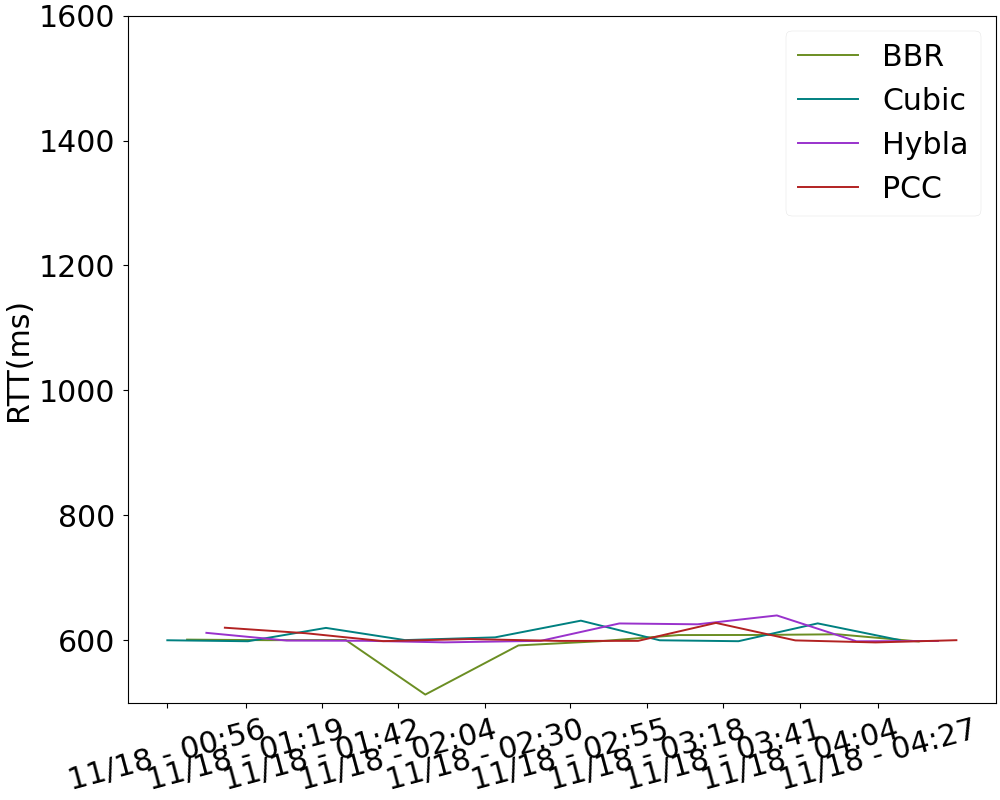 1600
1400
1200
1000
800
600
RTT(ms)
BBR
Cubic
Hybla
PCC
11/18 - 00:56
11/18 - 01:19
11/18 - 01:42
11/18 - 02:04
11/18 - 02:30
11/18 - 02:55
11/18 - 03:18
11/18 - 03:41
11/18 - 04:04
11/18 - 04:27